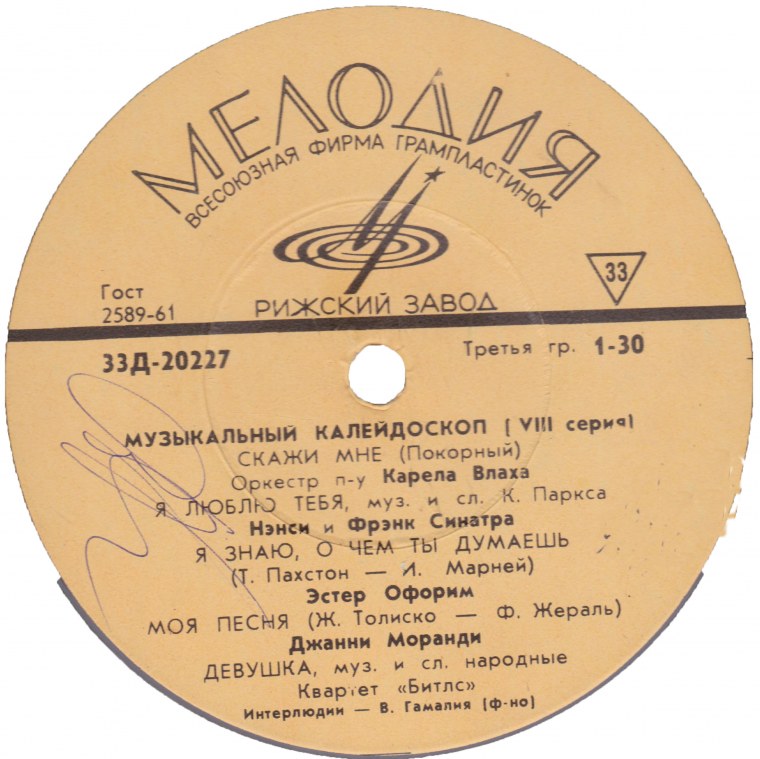 МЕЛОДИЯ
ВСЕСОЮЗНАЯ ФИРМА ГРАМПЛАСТИНОК
33
Гост
2589-61
РИЖСКИЙ ЗАВОД
33Д-20227
Третья гр. 1-30
МУЗЫКАЛЬНЫЙ КАЛЕЙДОСКОП (VIII серия)
СКАЖИ МНЕ (Покорный)
Оркестр п-у Карела Влаха
Я ЛЮБЛЮ ТЕБЯ, муз. и сл. К. Паркса
Нэнси и Фрэнк Синатра
Я ЗНАЮ, О ЧЕМ ТЫ ДУМАЕШЬ
(Т. Пахстон — И. Марней)
Эстер Офорим
МОЯ ПЕСНЯ (Ж. Толиско — Ф. Жераль)
Джанни Моранди
ДЕВУШКА, муз. и сл. народные
Квартет «Битлс»
Интерлюдии — В. Гамалия (ф-но)